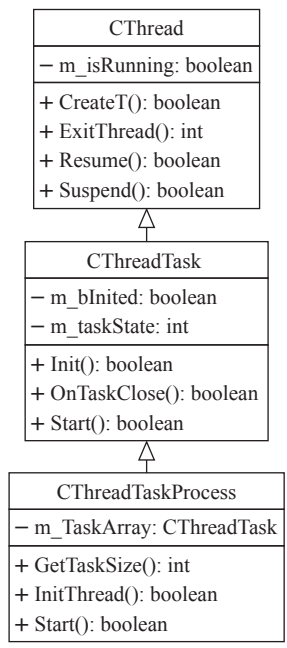 CThread
− m_isRunning: boolean
+ CreateT(): boolean
+ ExitThread(): int
+ Resume(): boolean
+ Suspend(): boolean
CThreadTask
− m_bInited: boolean
− m_taskState: int
+ Init(): boolean
+ OnTaskClose(): boolean
+ Start(): boolean
CThreadTaskProcess
− m_TaskArray: CThreadTask
+ GetTaskSize(): int
+ InitThread(): boolean
+ Start(): boolean